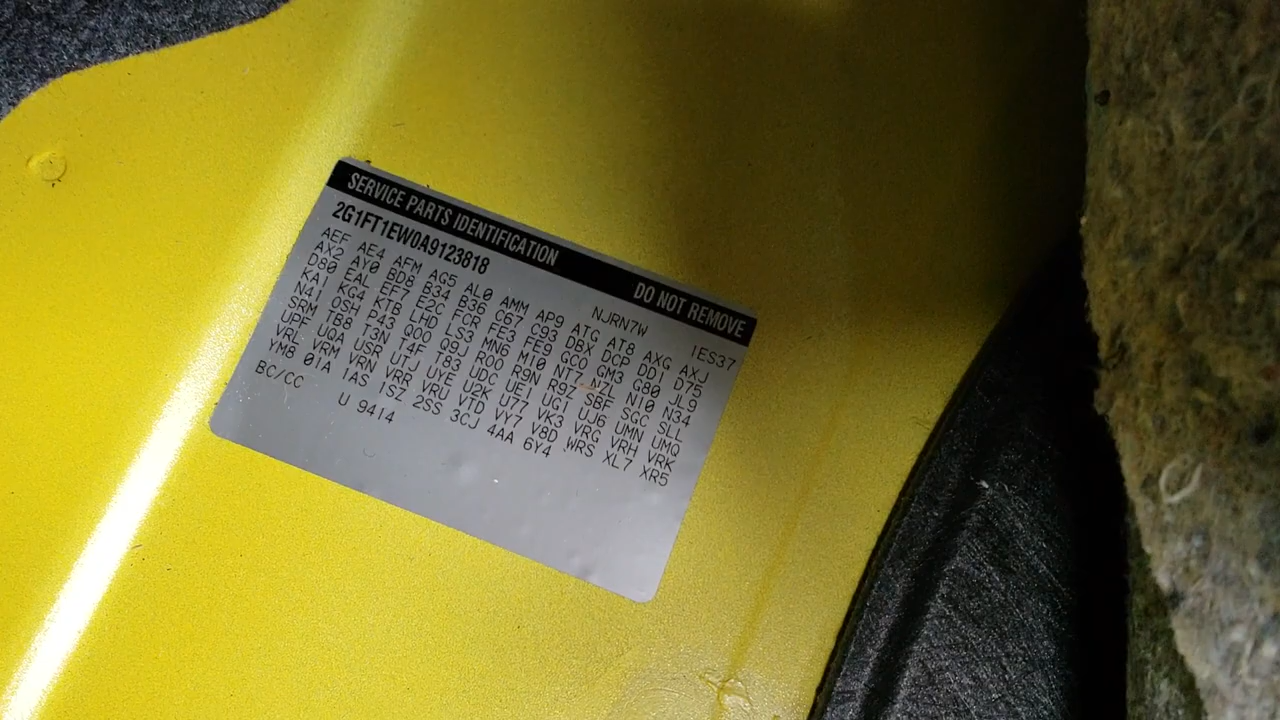 SERVICE PARTS IDENTIFICATION DO NOT REMOVE
2G1FT1EW0A9123818 NJRN7W 1ES37
AEF AE4 AFM AG5 AL0 AMM AP9 ATG AT8 AXG AXJ
AX2 AY0 BD8 B34 B36 C67 C93 DBX DCP DD1 D75
D80 EAL EF7 E2C FCR FE3 FE9 GCO GM3 G80 JL9
KA1 KG4 KTB LHD LS3 MN6 M10 NTZ NZL N10 N34
N41 OSH P43 Q00 Q9J R00 R9N R9Z SBF SGC SLL
SRM T68 T3N T4F T83 UDC UE1 UG1 UJ6 UMN UMQ
UPF UQA USR UTJ UYE U2K U77 VK3 VRG VRH VRK
VRL VRM VRN VRR VRU VTD VY7 V8D WRS XL7 XR5
YM8 01A 1AS 1SZ 2SS 3CJ 4AA 6Y4
BC/CC U 9414